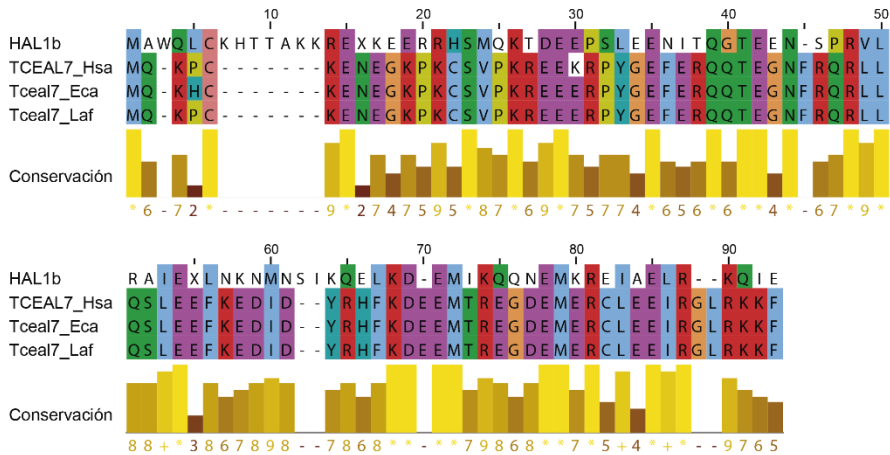 10 20 30 40 50
HAL1b MAWQLCKHTTAKKREXKEERRHSMQKTDEEPSLEENITQGTEEN-SPRVL
TCEAL7_Hsa MQ-KPC-------KENEGKPKCSVPKREEKRPYGEFERQQTEGNFRQRLL
Tceal7_Eca MQ-KHC-------KENEGKPKCSVPKREEERPYGEFERQQTEGNFRQRLL
Tceal7_Laf MQ-KPC-------KENEGKPKCSVPKREEERPYGEFERQQTEGNFRQRLL
Conservación
*6-72*-------9*2747595*87*69*75774*656*6**4*-67*9*
60 70 80 90
HAL1b RAIEXLNKNMNSIKQELKD-EMIKQQNEMKREIAELR--KQIE
TCEAL7_Hsa QSLEEFKEDID--YRHFKDEEMTREGDEMERCLEEIRGLRKKF
Tceal7_Eca QSLEEFKEDID--YRHFKDEEMTREGDEMERCLEEIRGLRKKF
Tceal7_Laf QSLEEFKEDID--YRHFKDEEMTREGDEMERCLEEIRGLRKKF
Conservación
88+*3867898--7868**-**79868**7*5+4*+*--9765